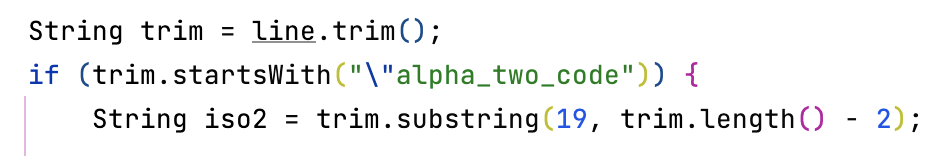 String trim = line.trim();
if (trim.startsWith("\"alpha_two_code")) {
String iso2 = trim.substring(19, trim.length() - 2);